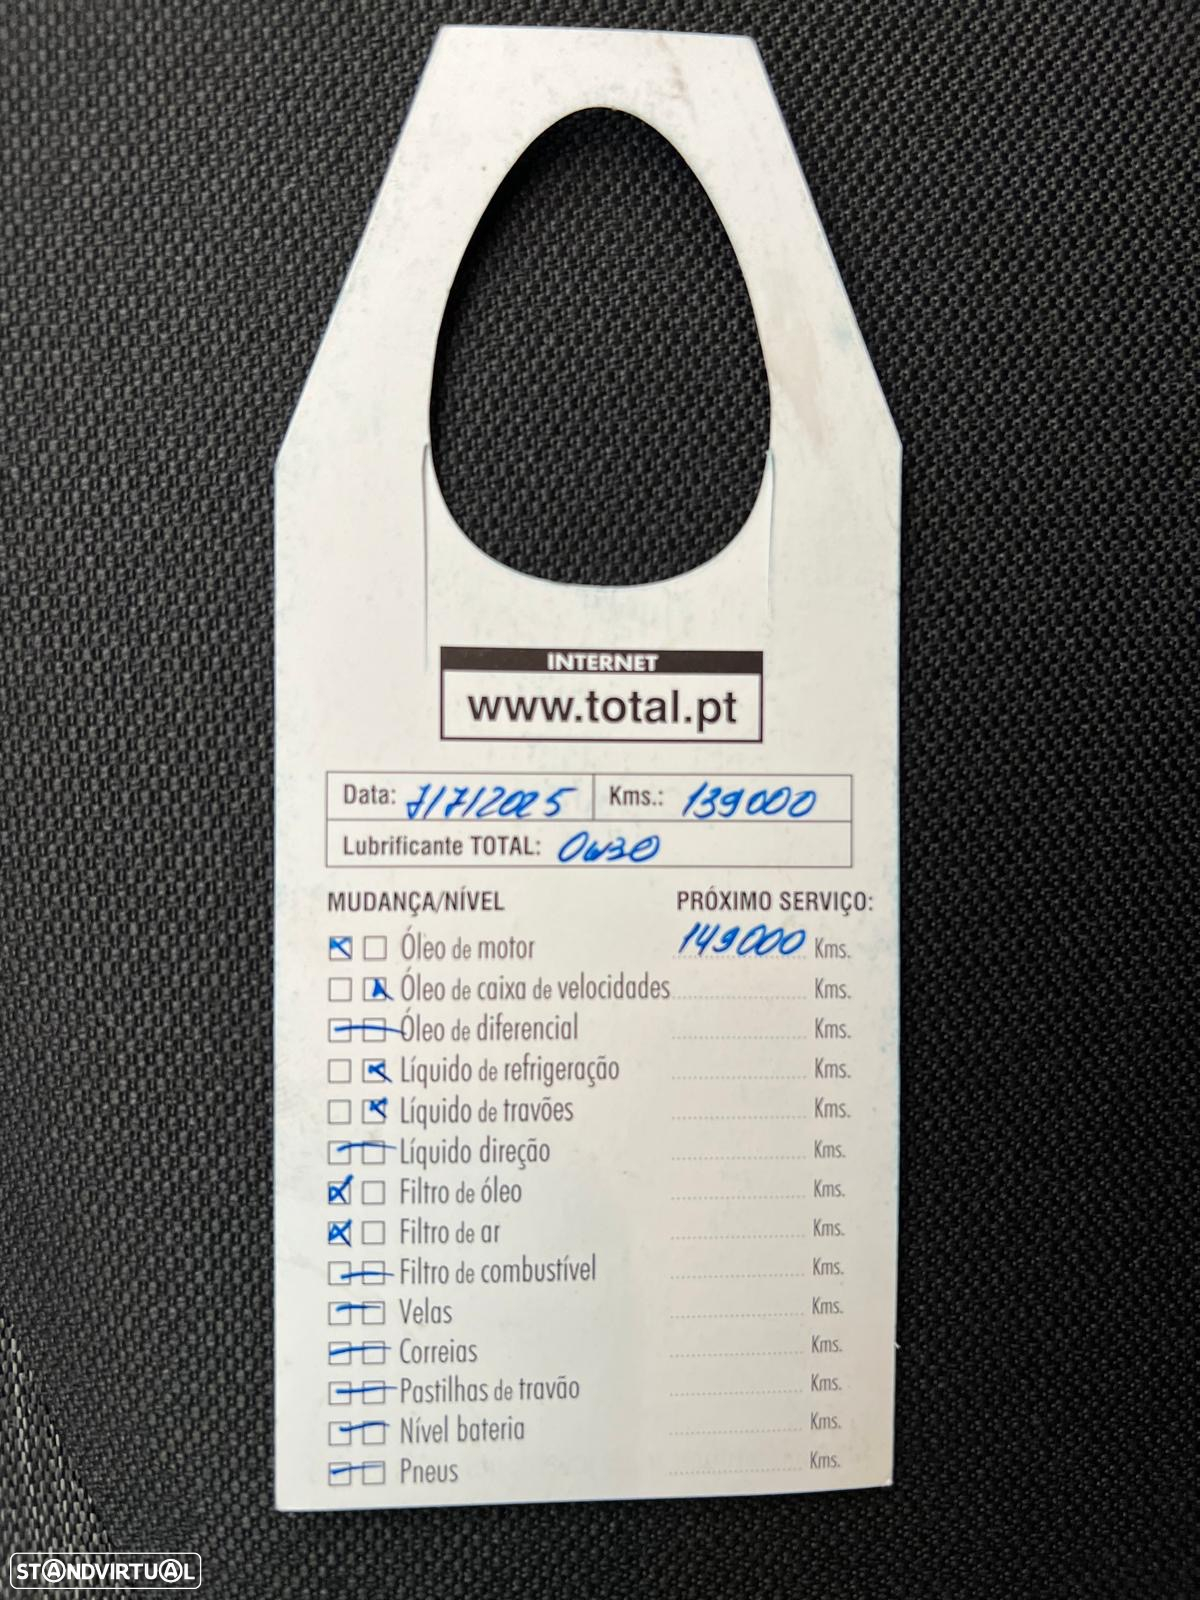 INTERNET
www.total.pt
Data: 7/7/2025 Kms.: 139000
Lubrificante TOTAL: 0w30
MUDANÇA/NÍVEL PRÓXIMO SERVIÇO:
Óleo de motor 149000 Kms.
Óleo de caixa de velocidades Kms.
Óleo de diferencial Kms.
Líquido de refrigeração Kms.
Líquido de travões Kms.
Líquido direção Kms.
Filtro de óleo Kms.
Filtro de ar Kms.
Filtro de combustível Kms.
Velas Kms.
Correias Kms.
Pastilhas de travão Kms.
Nível bateria Kms.
Pneus Kms.
STANDVIRTUAL